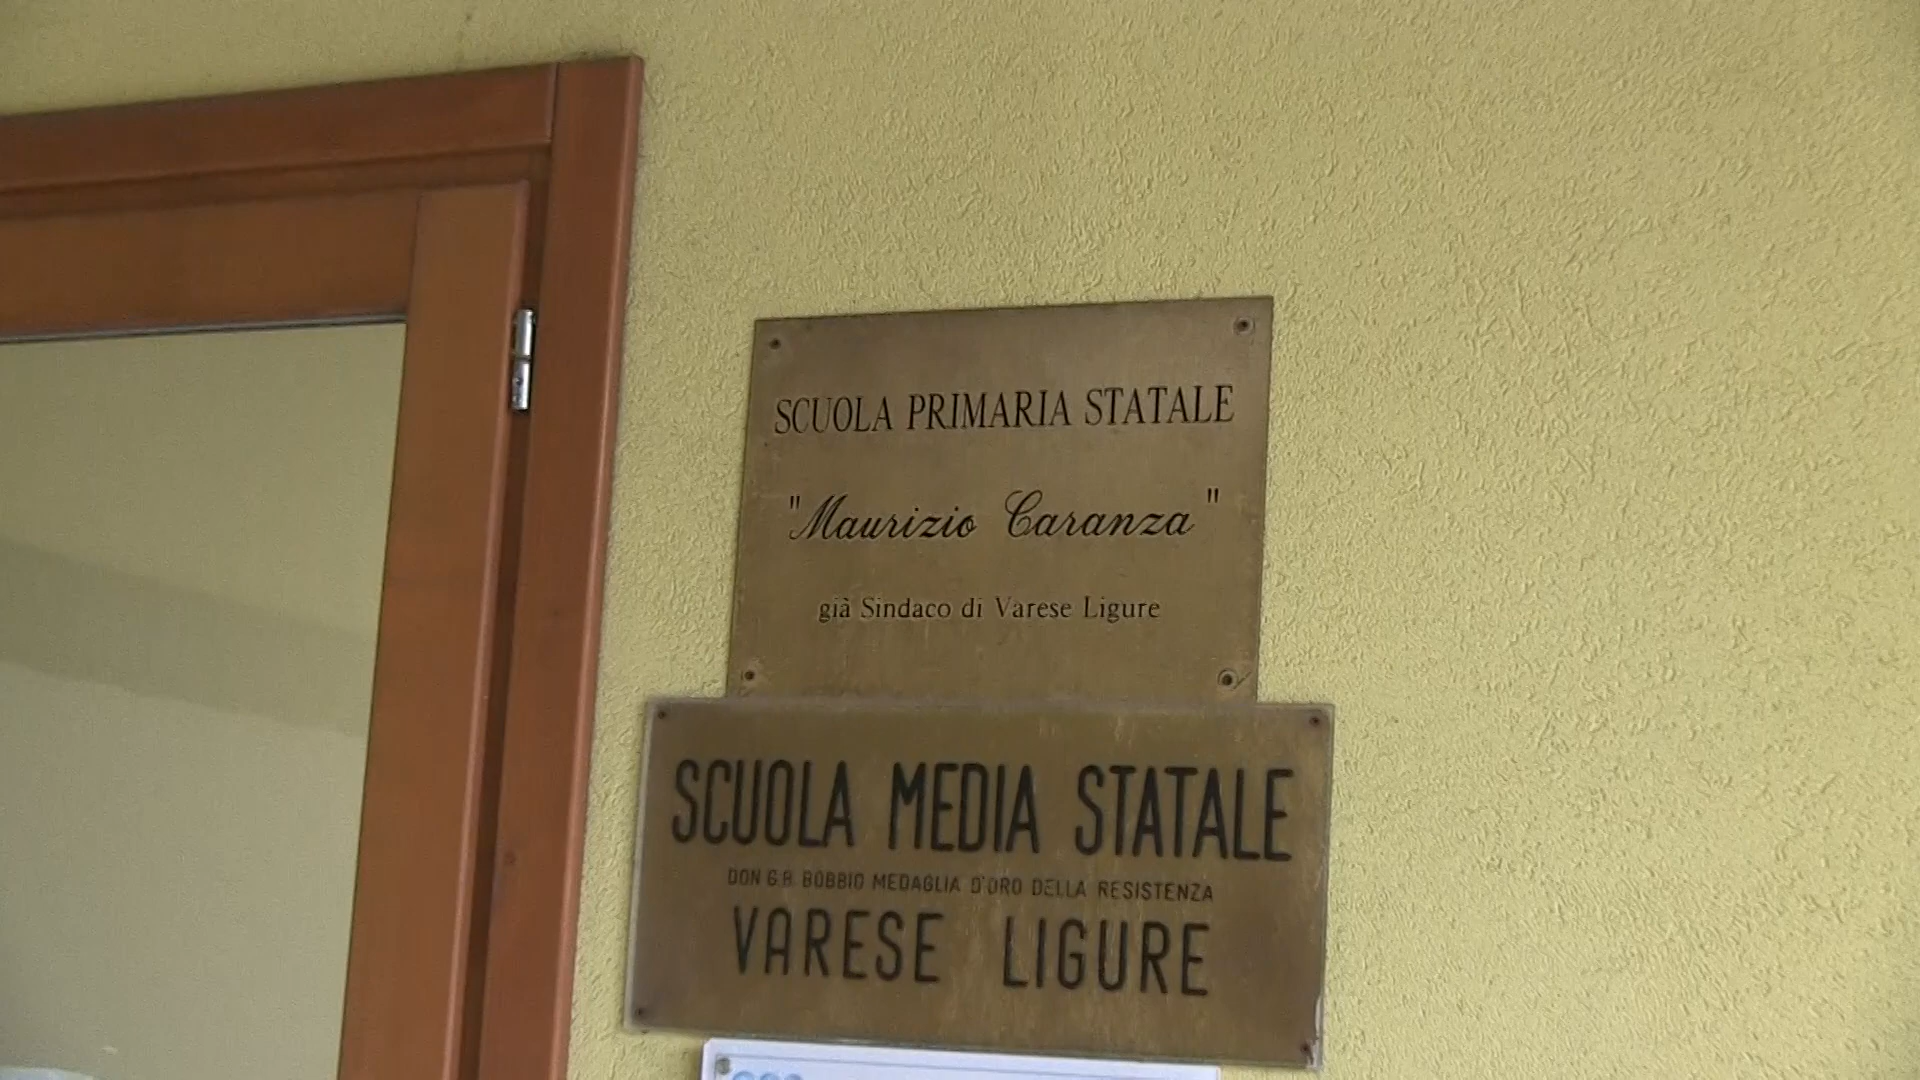 SCUOLA PRIMARIA STATALE
"Maurizio Caranza"
già Sindaco di Varese Ligure
SCUOLA MEDIA STATALE
DON G.B. BOBBIO MEDAGLIA D'ORO DELLA RESISTENZA
VARESE LIGURE